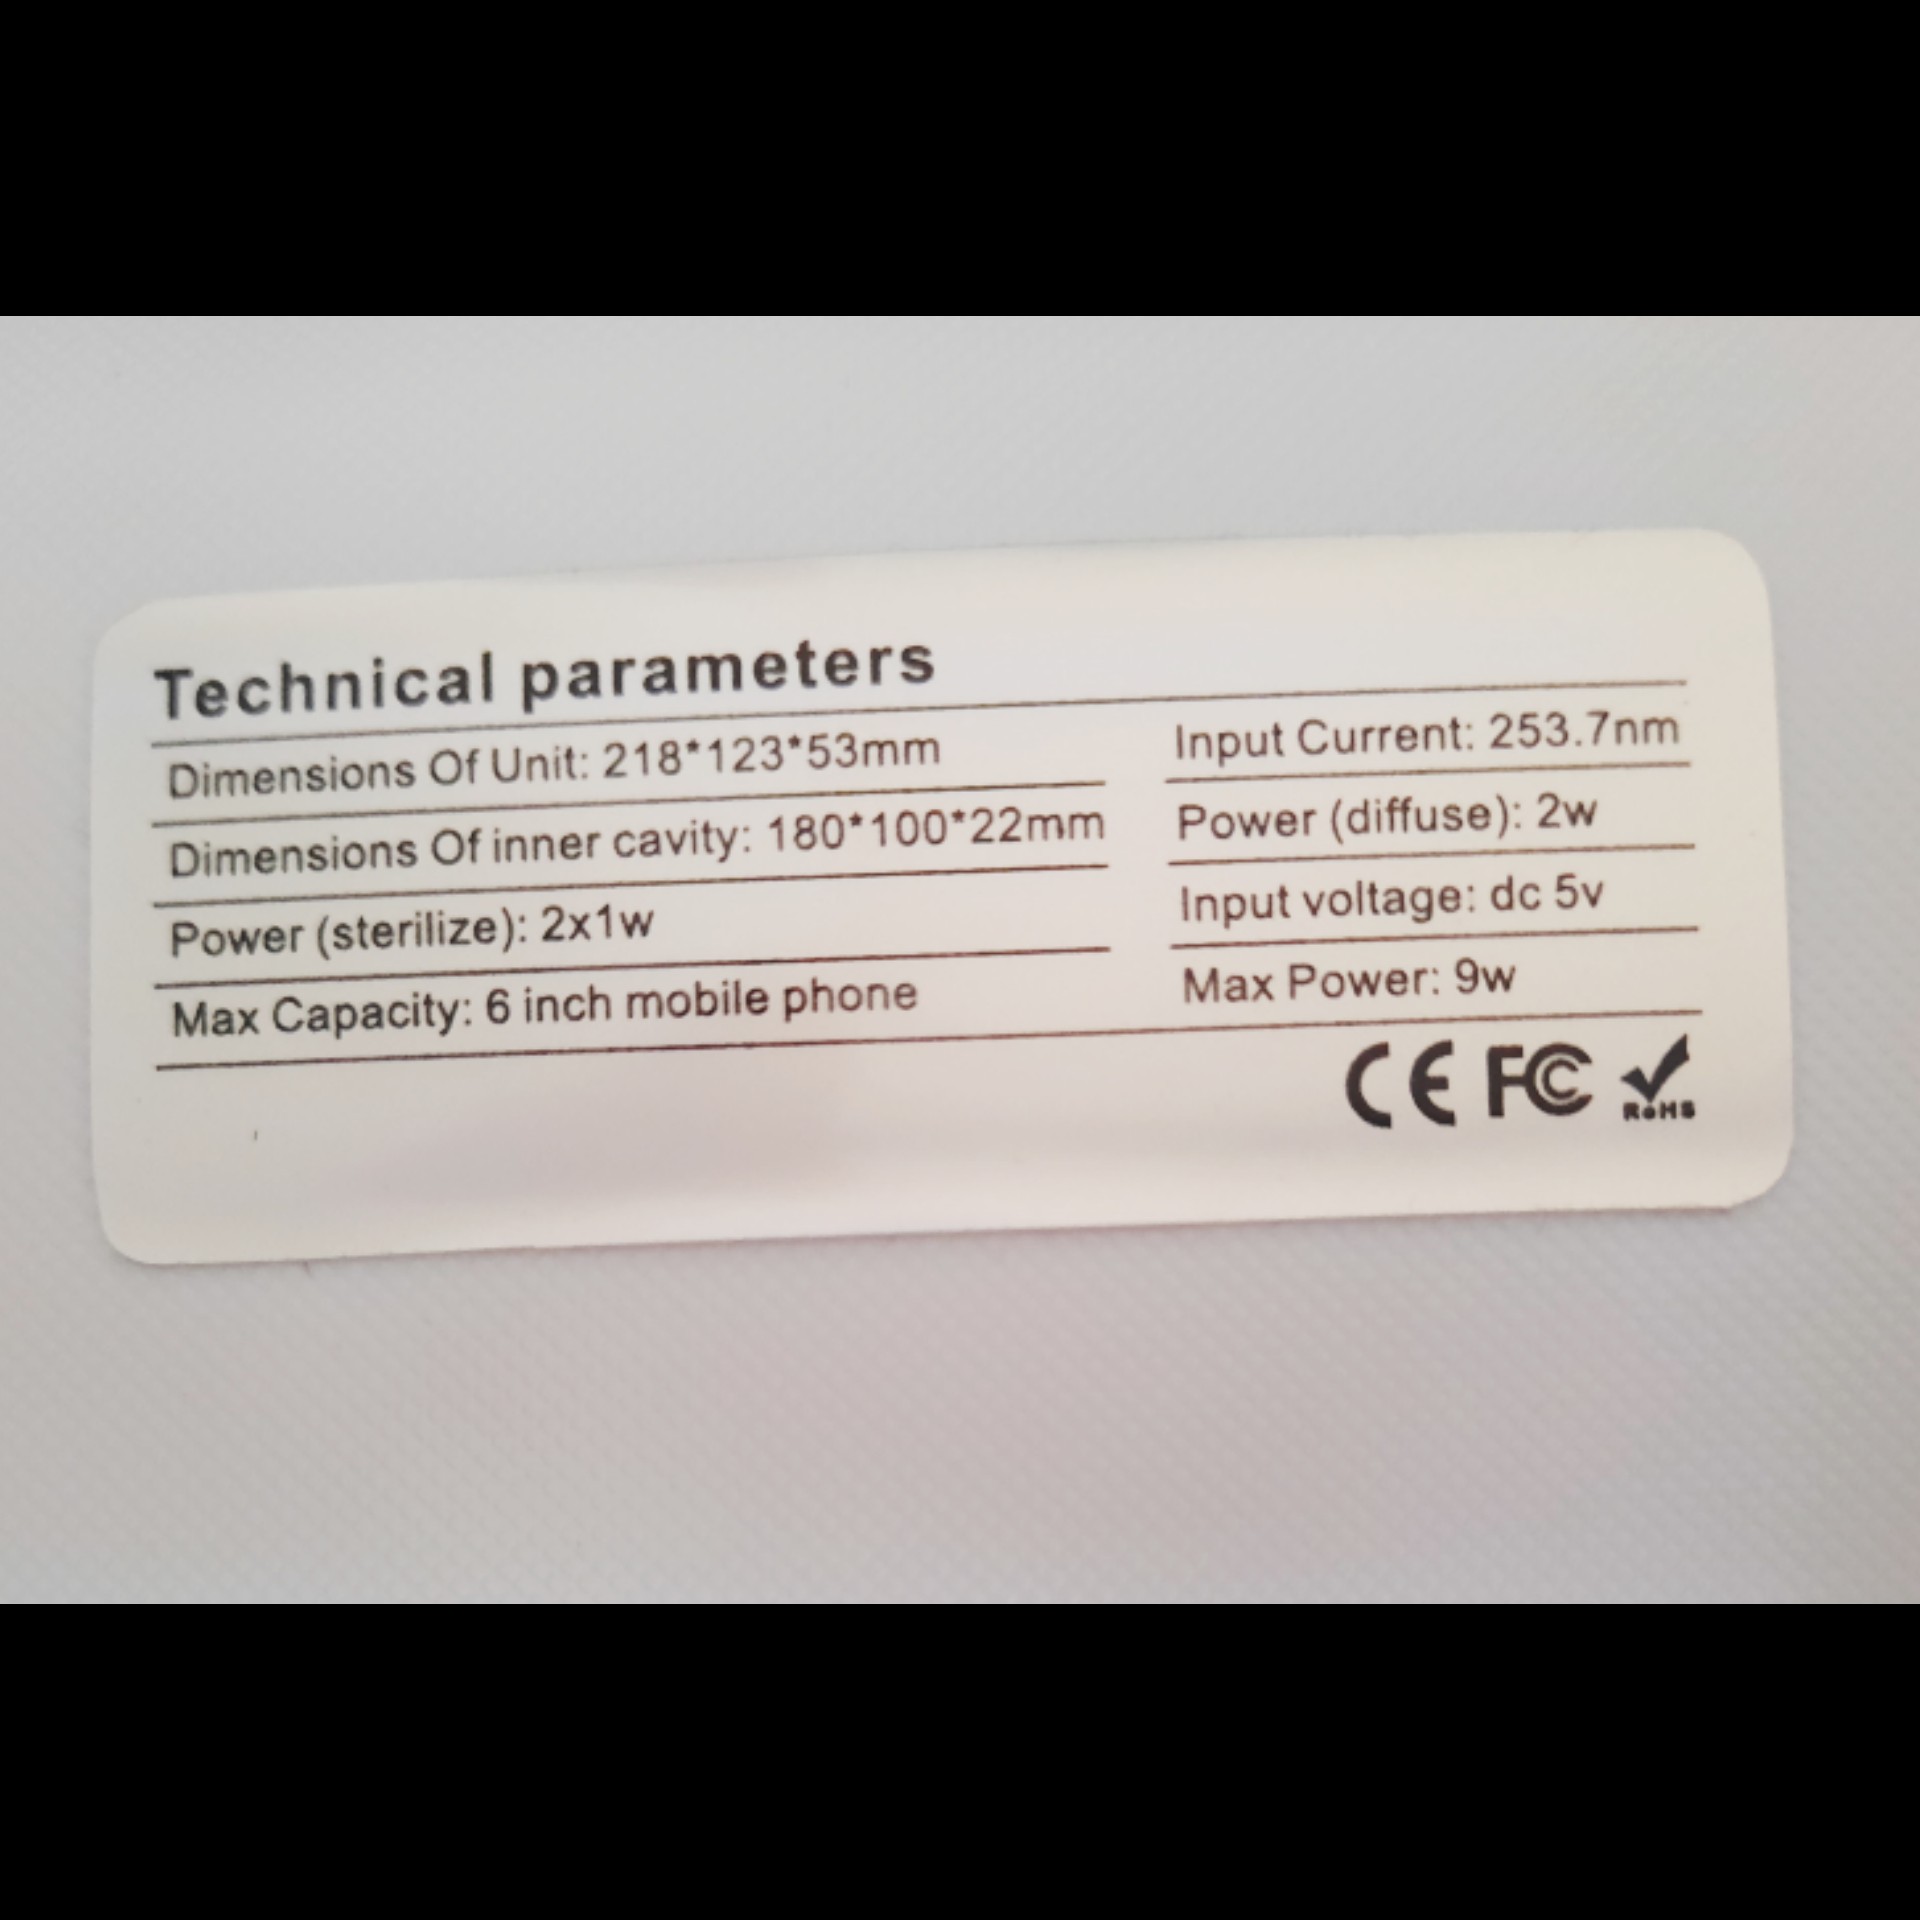 Technical parameters
Dimensions Of Unit: 218*123*53mm
Dimensions Of inner cavity: 180*100*22mm
Power (sterilize): 2x1w
Max Capacity: 6 inch mobile phone
Input Current: 253.7nm
Power (diffuse): 2w
Input voltage: dc 5v
Max Power: 9w
CE FC RoHS